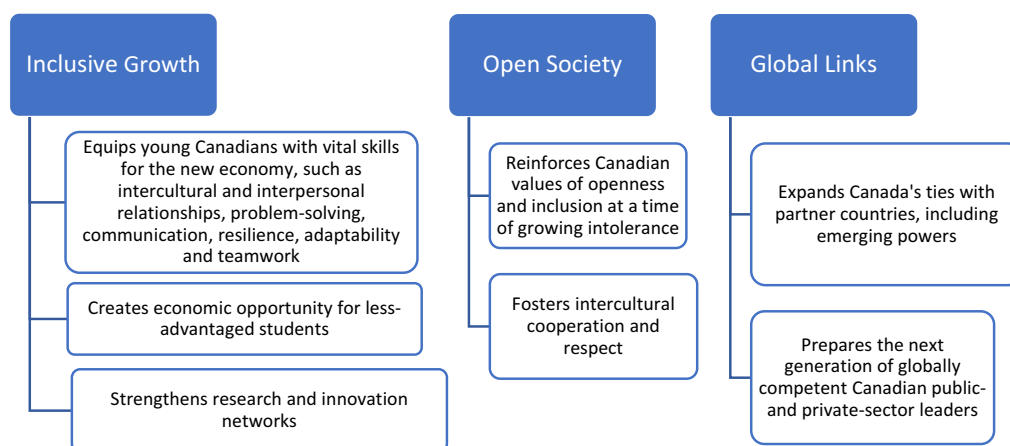 Inclusive Growth
Equips young Canadians with vital skills
for the new economy, such as
intercultural and interpersonal
relationships, problem-solving,
communication, resilience, adaptability
and teamwork
Creates economic opportunity for less-
advantaged students
Strengthens research and innovation
networks
Open Society
Reinforces Canadian
values of openness
and inclusion at a time
of growing intolerance
Fosters intercultural
cooperation and
respect
Global Links
Expands Canada's ties with
partner countries, including
emerging powers
Prepares the next
generation of globally
competent Canadian public-
and private-sector leaders